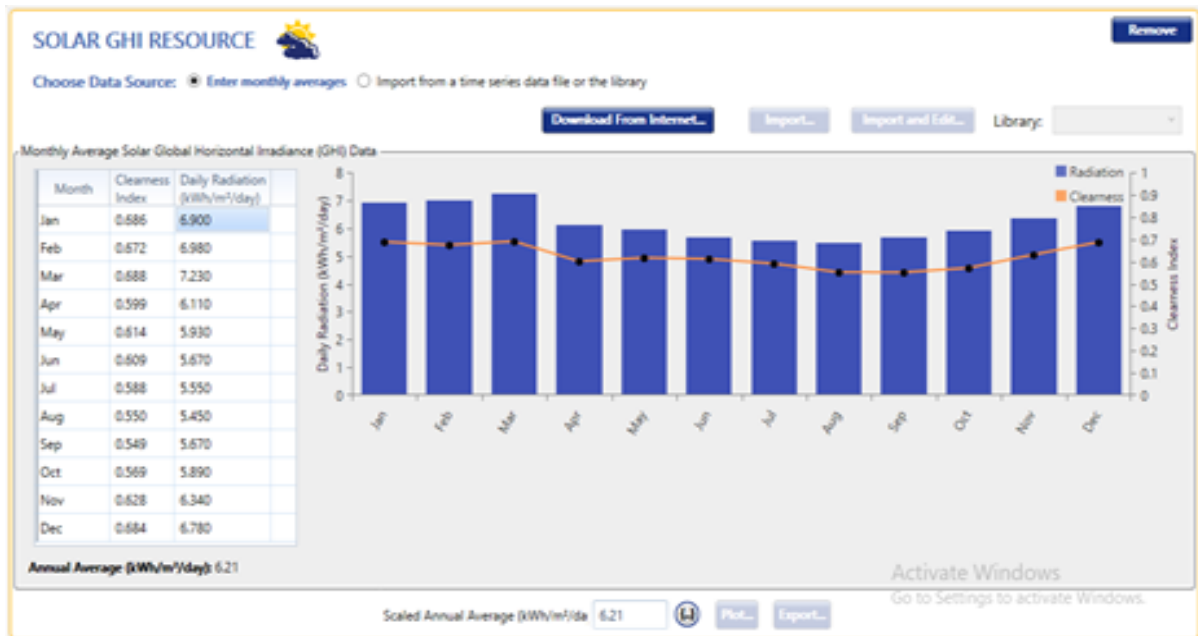 SOLAR GHI RESOURCE
Remove
Choose Data Source: Enter monthly averages Import from a time series data file or the library
Download From Internet... Import... Import and Edit... Library:
Monthly Average Solar Global Horizontal Irradiance (GHI) Data
Month Clearness Index Daily Radiation (kWh/m²/day)
Jan 0.686 6.900
Feb 0.672 6.980
Mar 0.688 7.230
Apr 0.599 6.110
May 0.614 5.930
Jun 0.609 5.670
Jul 0.588 5.550
Aug 0.550 5.450
Sep 0.549 5.670
Oct 0.569 5.890
Nov 0.628 6.340
Dec 0.684 6.780
Annual Average (kWh/m²/day): 6.21
Daily Radiation (kWh/m²/day)
8
7
6
5
4
3
2
1
0
Jan Feb Mar Apr May Jun Jul Aug Sep Oct Nov Dec
Radiation
Clearness
1
0.9
0.8
0.7
0.6
0.5
0.4
0.3
0.2
0.1
0
Clearness Index
Activate Windows
Go to Settings to activate Windows.
Scaled Annual Average (kWh/m²/da 6.21 Plot... Export...